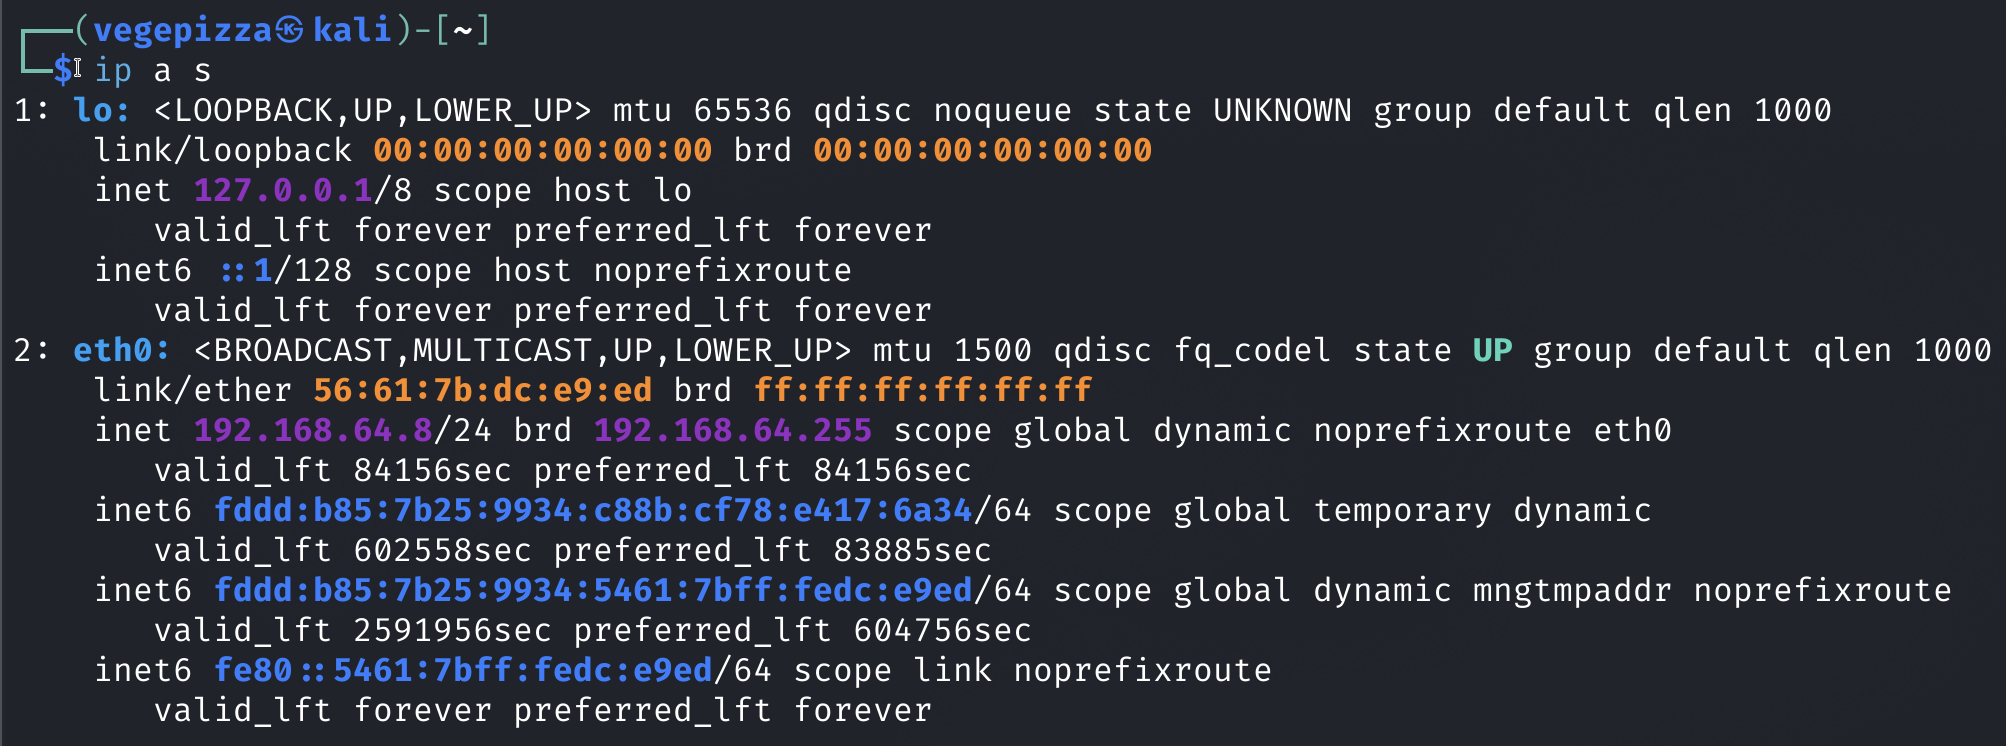 ┌──(vegepizza㉿kali)-[~]
└─$ ip a s
1: lo: <LOOPBACK,UP,LOWER_UP> mtu 65536 qdisc noqueue state UNKNOWN group default qlen 1000
    link/loopback 00:00:00:00:00:00 brd 00:00:00:00:00:00
    inet 127.0.0.1/8 scope host lo
       valid_lft forever preferred_lft forever
    inet6 ::1/128 scope host noprefixroute
       valid_lft forever preferred_lft forever
2: eth0: <BROADCAST,MULTICAST,UP,LOWER_UP> mtu 1500 qdisc fq_codel state UP group default qlen 1000
    link/ether 56:61:7b:dc:e9:ed brd ff:ff:ff:ff:ff:ff
    inet 192.168.64.8/24 brd 192.168.64.255 scope global dynamic noprefixroute eth0
       valid_lft 84156sec preferred_lft 84156sec
    inet6 fddd:b85:7b25:9934:c88b:cf78:e417:6a34/64 scope global temporary dynamic
       valid_lft 602558sec preferred_lft 83885sec
    inet6 fddd:b85:7b25:9934:5461:7bff:fedc:e9ed/64 scope global dynamic mngtmpaddr noprefixroute
       valid_lft 2591956sec preferred_lft 604756sec
    inet6 fe80::5461:7bff:fedc:e9ed/64 scope link noprefixroute
       valid_lft forever preferred_lft forever